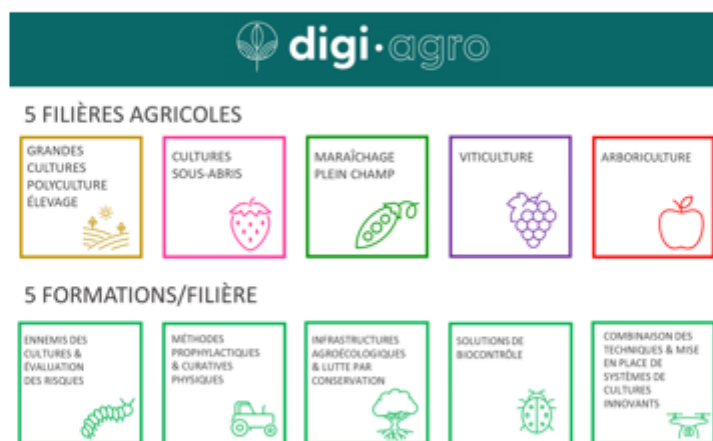 digi·agro
5 FILIÈRES AGRICOLES
GRANDES
CULTURES
POLYCULTURE
ÉLEVAGE
CULTURES
SOUS-ABRIS
MARAÎCHAGE
PLEIN CHAMP
VITICULTURE
ARBORICULTURE
5 FORMATIONS/FILIÈRE
ENNEMIS DES
CULTURES &
ÉVALUATION
DES RISQUES
MÉTHODES
PROPHYLACTIQUES
& CURATIVES
PHYSIQUES
INFRASTRUCTURES
AGROÉCOLOGIQUES
& LUTTE PAR
CONSERVATION
SOLUTIONS DE
BIOCONTRÔLE
COMBINAISON DES
TECHNIQUES & MISE
EN PLACE DE
SYSTÈMES DE
CULTURES
INNOVANTS